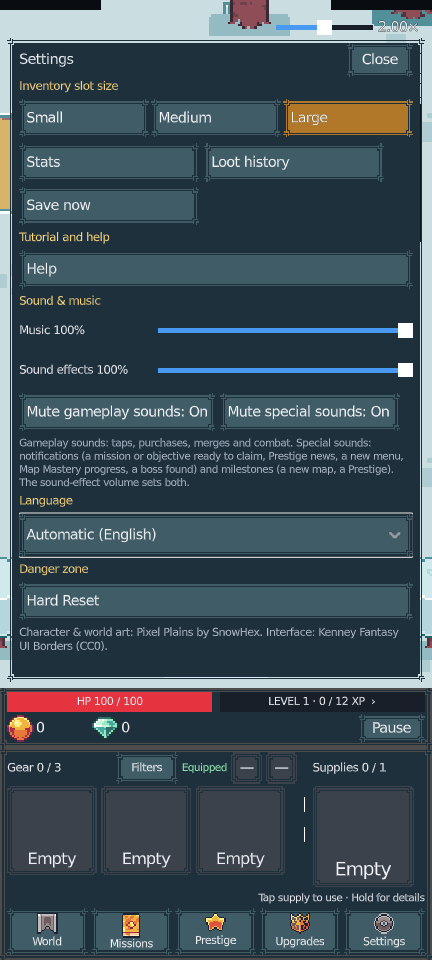 2.00×
Settings
Close
Inventory slot size
Small
Medium
Large
Stats
Loot history
Save now
Tutorial and help
Help
Sound & music
Music 100%
Sound effects 100%
Mute gameplay sounds: On
Mute special sounds: On
Gameplay sounds: taps, purchases, merges and combat. Special sounds:
notifications (a mission or objective ready to claim, Prestige news, a new menu,
Map Mastery progress, a boss found) and milestones (a new map, a Prestige).
The sound-effect volume sets both.
Language
Automatic (English)
Danger zone
Hard Reset
Character & world art: Pixel Plains by SnowHex. Interface: Kenney Fantasy
UI Borders (CC0).
HP 100 / 100
LEVEL 1 · 0 / 12 XP ›
0
0
Pause
Gear 0 / 3
Filters
Equipped
—
—
Supplies 0 / 1
Empty
Empty
Empty
Empty
Tap supply to use · Hold for details
World
Missions
Prestige
Upgrades
Settings